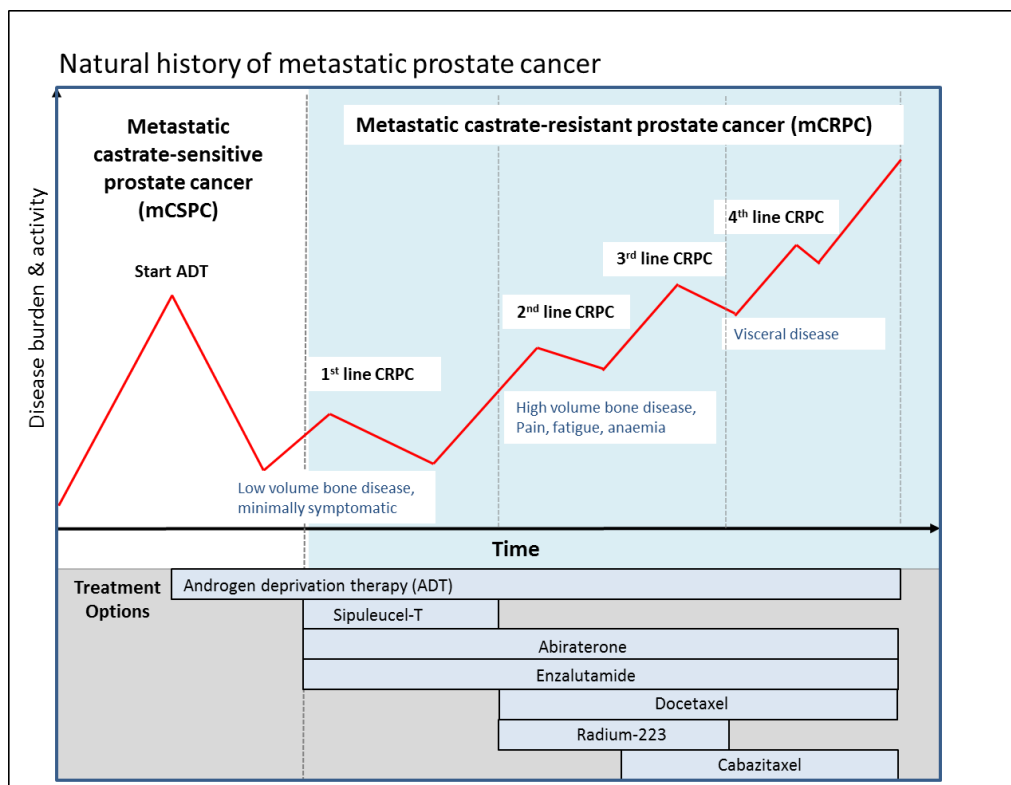 Natural history of metastatic prostate cancer
Disease burden & activity
Metastatic
castrate-sensitive
prostate cancer
(mCSPC)
Metastatic castrate-resistant prostate cancer (mCRPC)
Start ADT
1st line CRPC
2nd line CRPC
3rd line CRPC
4th line CRPC
Low volume bone disease,
minimally symptomatic
High volume bone disease,
Pain, fatigue, anaemia
Visceral disease
Time
Treatment
Options
Androgen deprivation therapy (ADT)
Sipuleucel-T
Abiraterone
Enzalutamide
Docetaxel
Radium-223
Cabazitaxel